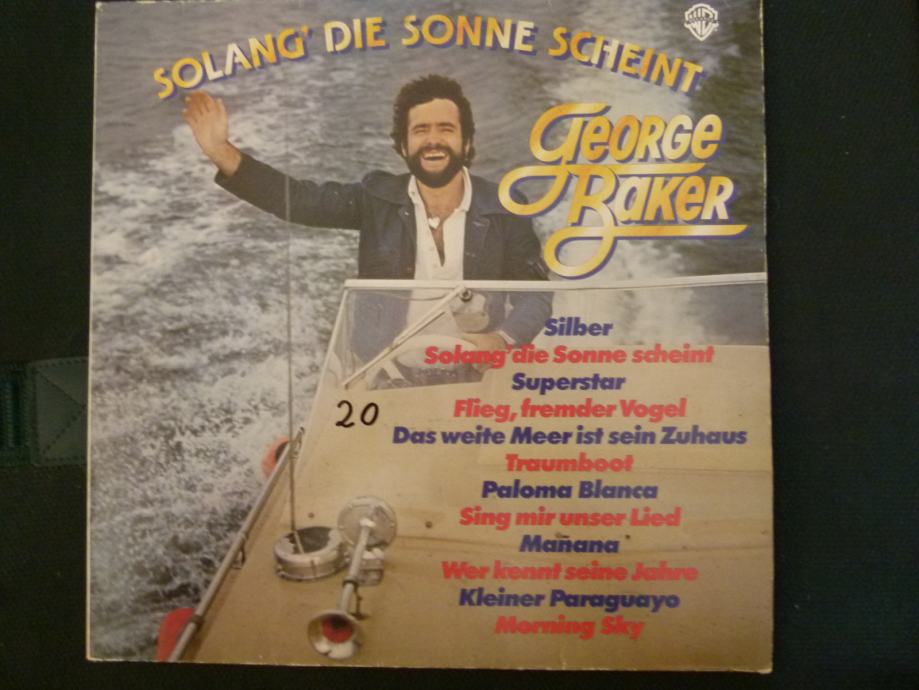 SOLANG' DIE SONNE SCHEINT
George
Baker
Silber
Solang' die Sonne scheint
Superstar
Flieg, fremder Vogel
20
Das weite Meer ist sein Zuhaus
Traumboot
Paloma Blanca
Sing mir unser Lied
Mañana
Wer kennt seine Jahre
Kleiner Paraguayo
Morning Sky